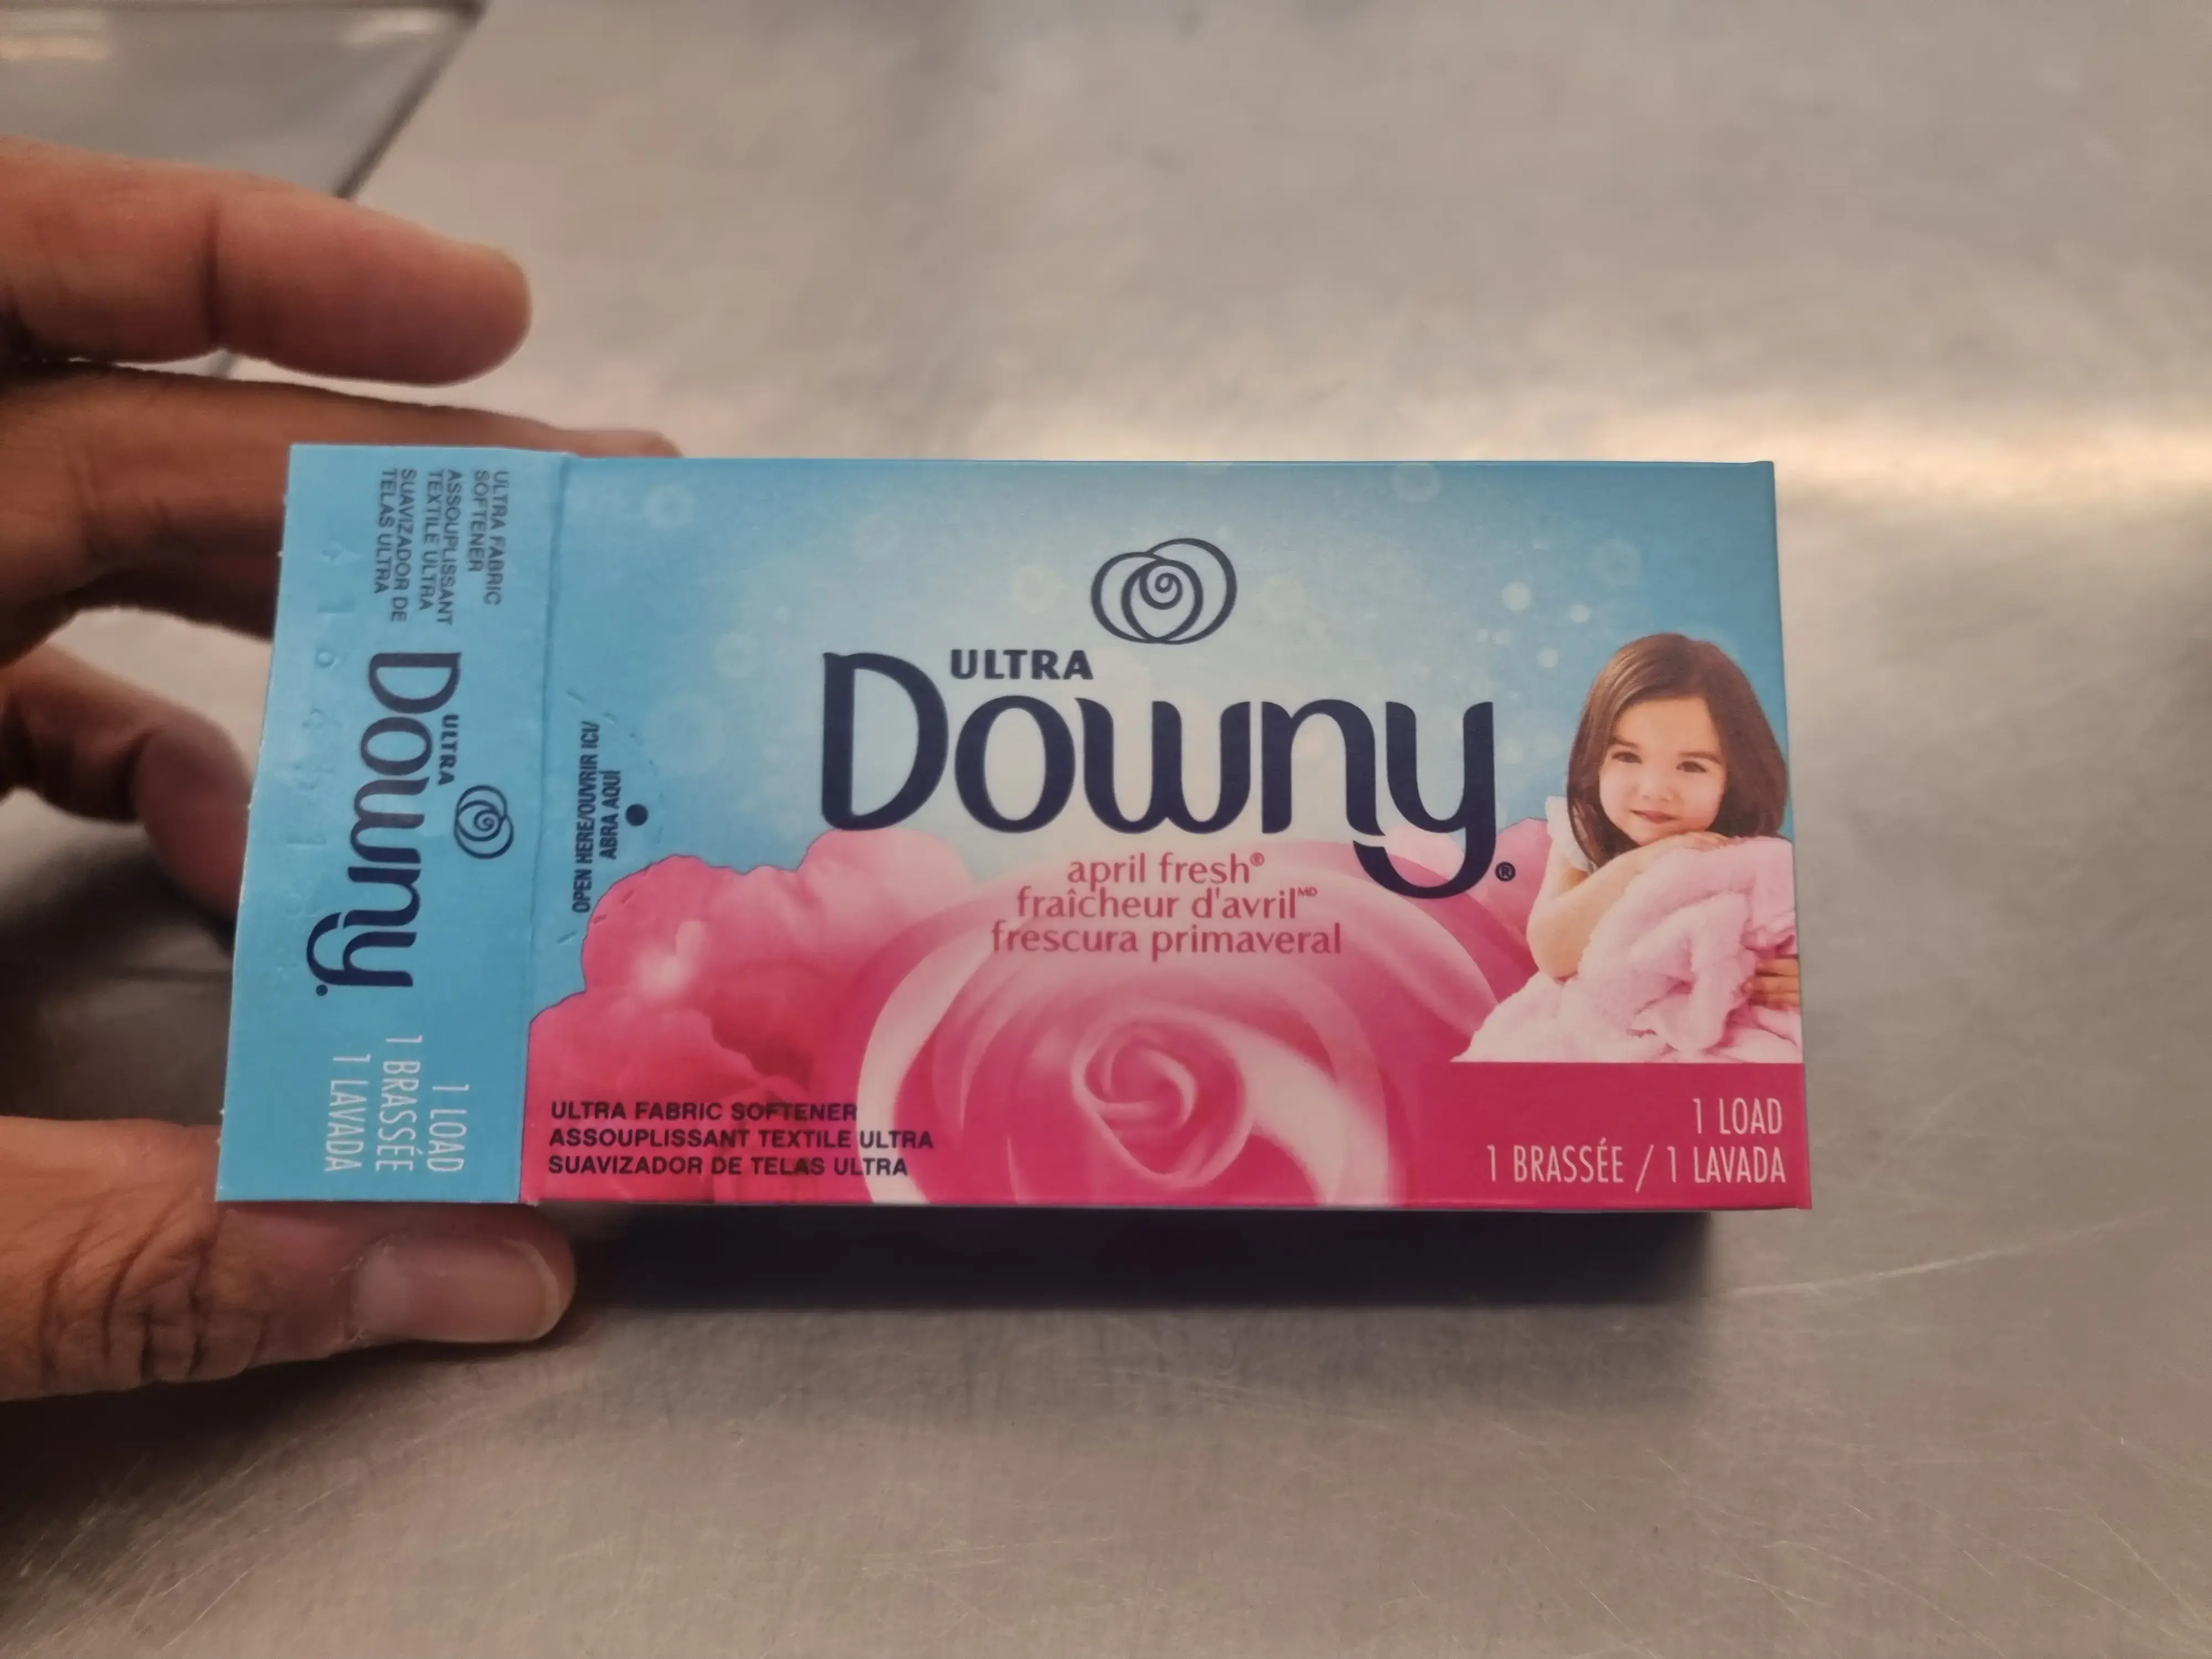 ULTRA FABRIC
SOFTENER
ASSOUPLISSANT
TEXTILE ULTRA
SUAVIZADOR DE
TELAS ULTRA
ULTRA
Downy
1 LOAD
1 BRASSÉE
1 LAVADA
OPEN HERE/OUVRIR ICI/
ABRA AQUÍ
ULTRA
Downy®
april fresh®
fraîcheur d'avril MD
frescura primaveral
ULTRA FABRIC SOFTENER
ASSOUPLISSANT TEXTILE ULTRA
SUAVIZADOR DE TELAS ULTRA
1 LOAD
1 BRASSÉE / 1 LAVADA